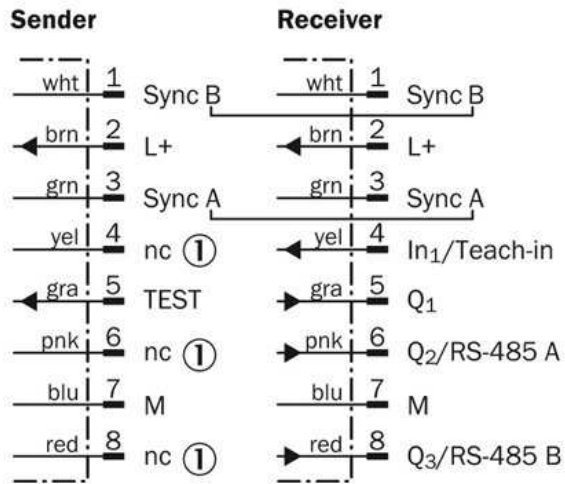 Sender Receiver
wht 1 Sync B wht 1 Sync B
brn 2 L+ brn 2 L+
grn 3 Sync A grn 3 Sync A
yel 4 nc ① yel 4 In₁/Teach-in
gra 5 TEST gra 5 Q₁
pnk 6 nc ① pnk 6 Q₂/RS-485 A
blu 7 M blu 7 M
red 8 nc ① red 8 Q₃/RS-485 B